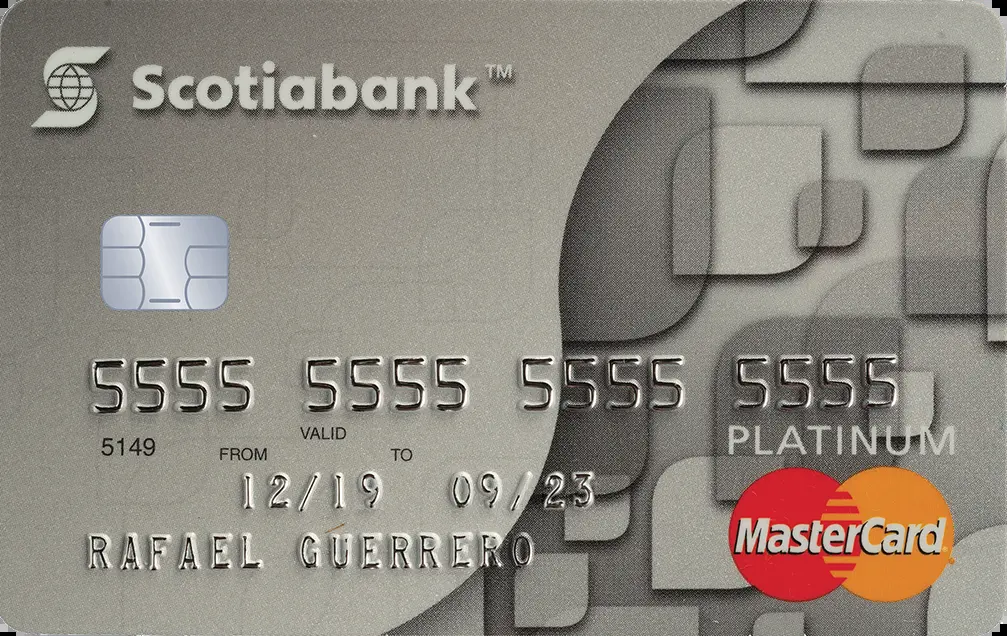 Scotiabank™
5555 5555 5555 5555
5149
VALID
FROM TO
PLATINUM
12/19 09/23
RAFAEL GUERRERO
MasterCard